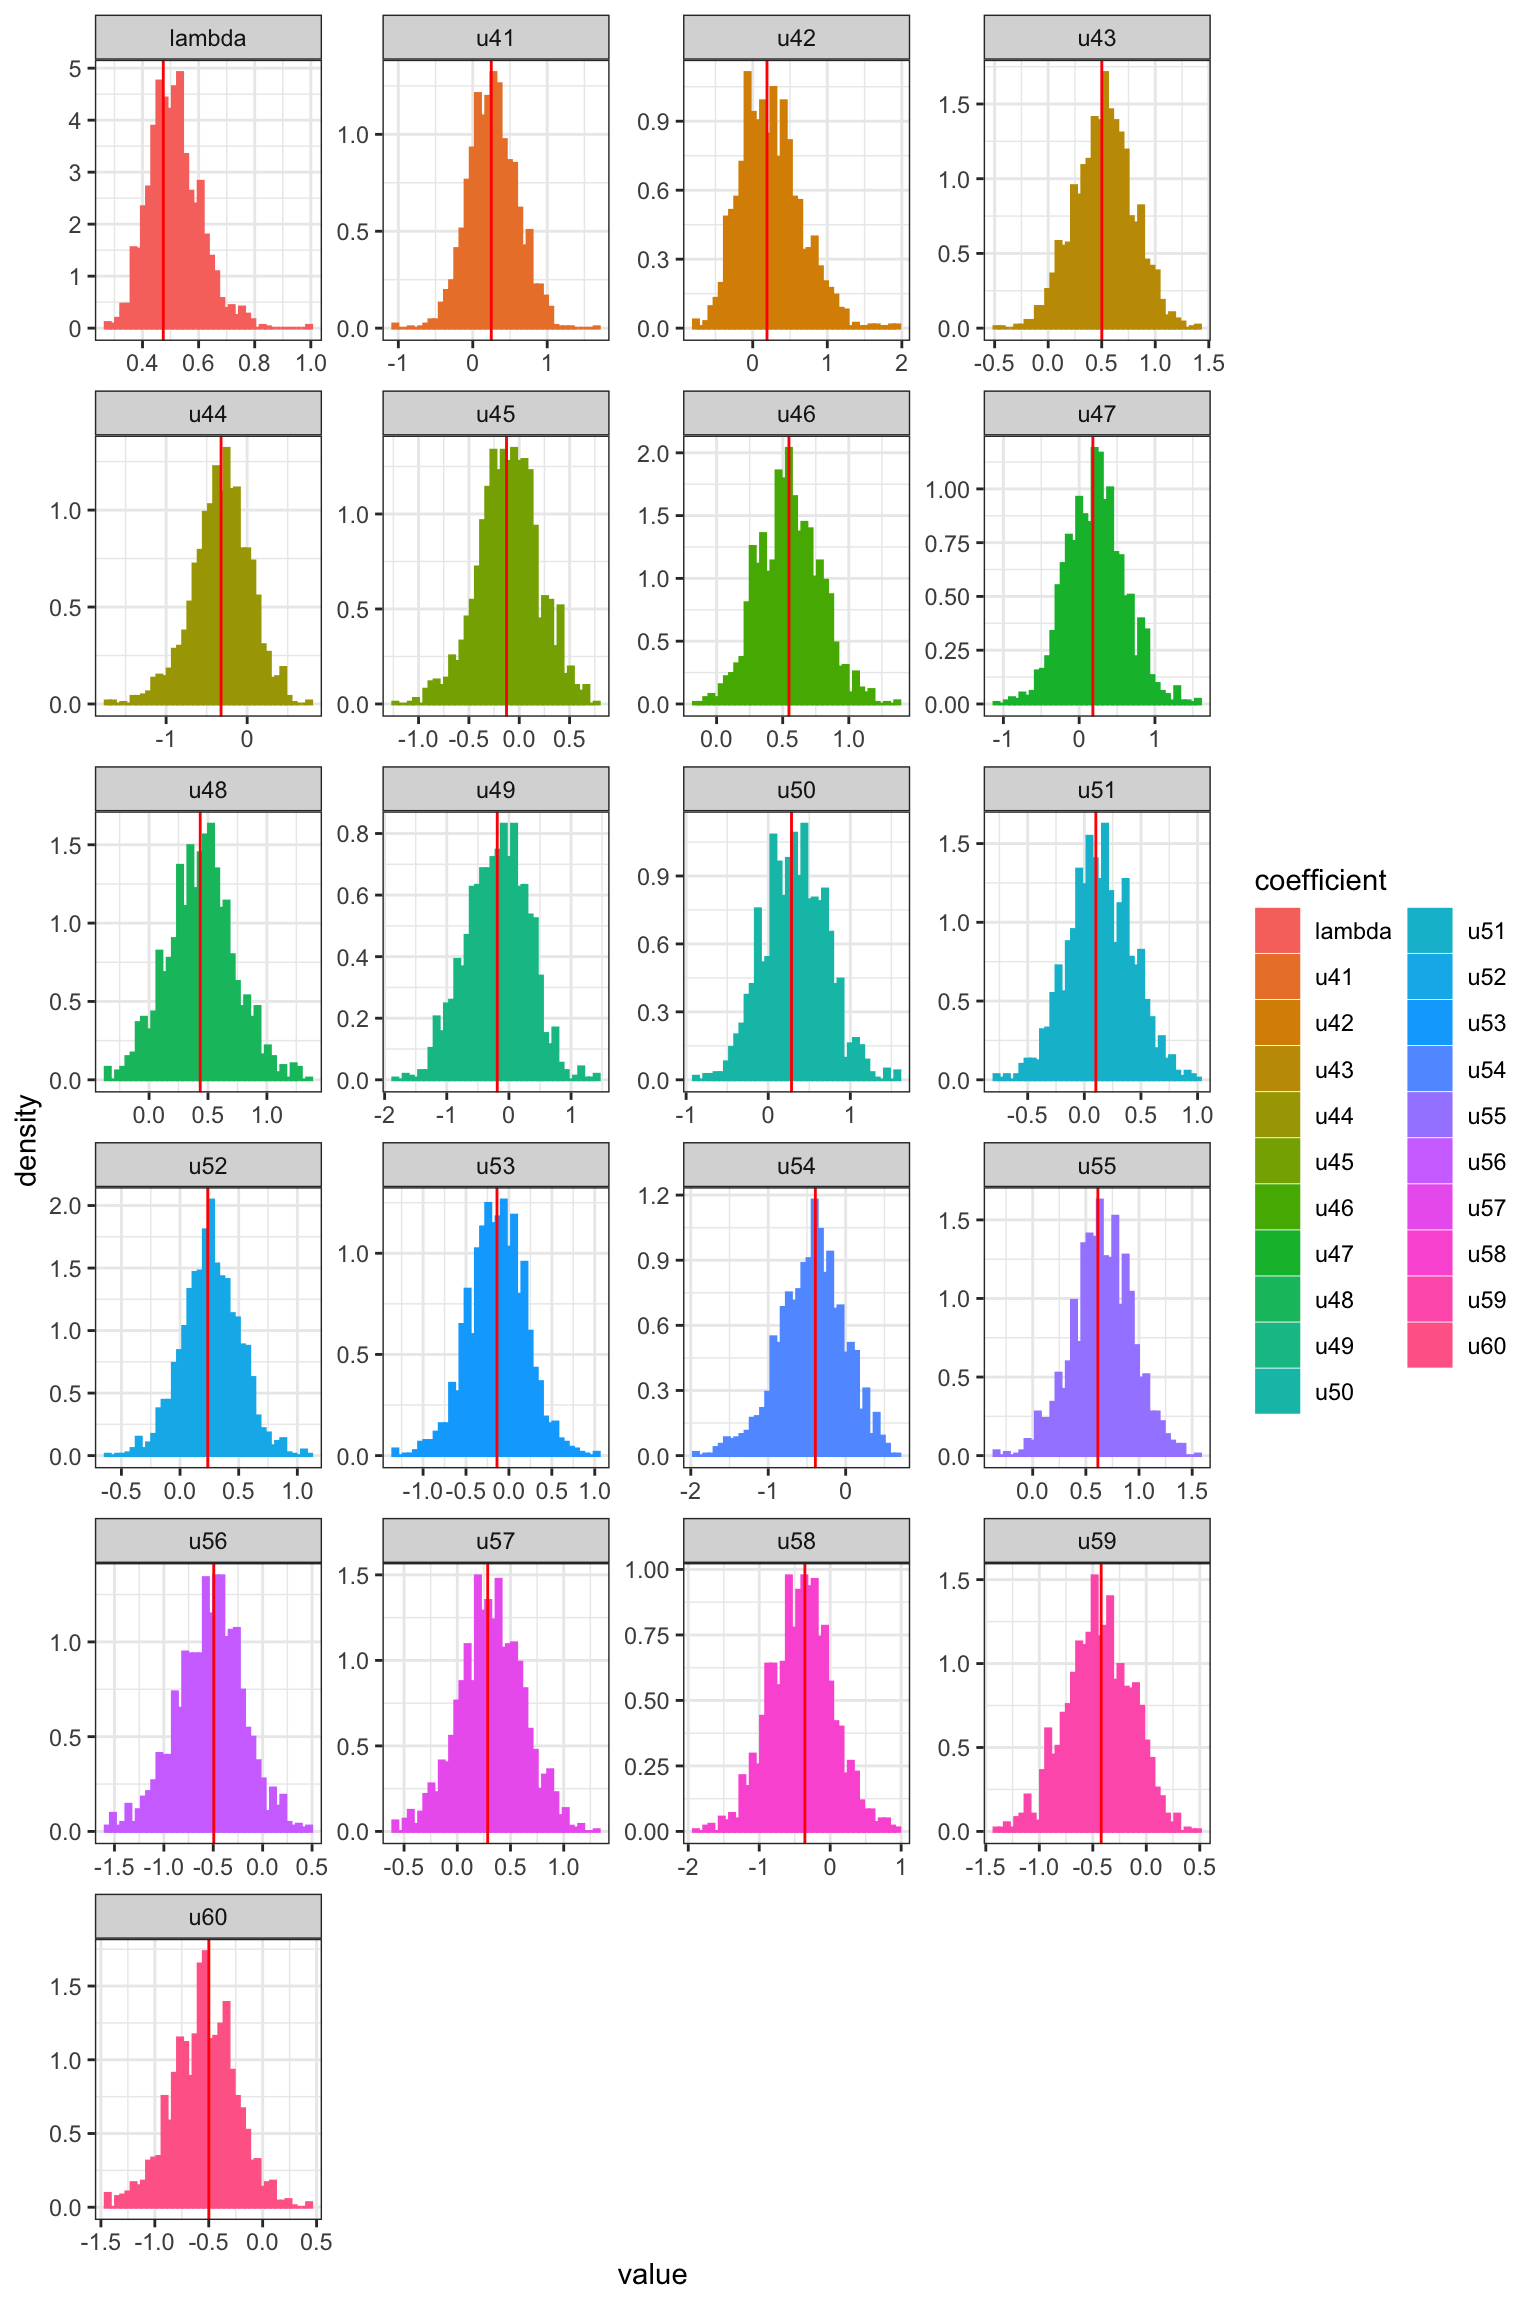 lambda u41 u42 u43
5 4 3 2 1 0
1.0 0.5 0.0
0.9 0.6 0.3 0.0
1.5 1.0 0.5 0.0
0.4 0.6 0.8 1.0 -1 0 1 0 1 2 -0.5 0.0 0.5 1.0 1.5
u44 u45 u46 u47
1.0 0.5 0.0
1.0 0.5 0.0
2.0 1.5 1.0 0.5 0.0
1.00 0.75 0.50 0.25 0.00
-1 0 -1.0 -0.5 0.0 0.5 0.0 0.5 1.0 -1 0 1
u48 u49 u50 u51
1.5 1.0 0.5 0.0
0.8 0.6 0.4 0.2 0.0
0.9 0.6 0.3 0.0
1.5 1.0 0.5 0.0
0.0 0.5 1.0 -2 -1 0 1 -1 0 1 -0.5 0.0 0.5 1.0
density
u52 u53 u54 u55
2.0 1.5 1.0 0.5 0.0
1.0 0.5 0.0
1.2 0.9 0.6 0.3 0.0
1.5 1.0 0.5 0.0
-0.5 0.0 0.5 1.0 -1.0 -0.5 0.0 0.5 1.0 -2 -1 0 0.0 0.5 1.0 1.5
u56 u57 u58 u59
1.0 0.5 0.0
1.5 1.0 0.5 0.0
1.00 0.75 0.50 0.25 0.00
1.5 1.0 0.5 0.0
-1.5 -1.0 -0.5 0.0 0.5 -0.5 0.0 0.5 1.0 -2 -1 0 1 -1.5 -1.0 -0.5 0.0 0.5
u60
1.5 1.0 0.5 0.0
-1.5 -1.0 -0.5 0.0 0.5
value
coefficient
lambda
u41
u42
u43
u44
u45
u46
u47
u48
u49
u50
u51
u52
u53
u54
u55
u56
u57
u58
u59
u60